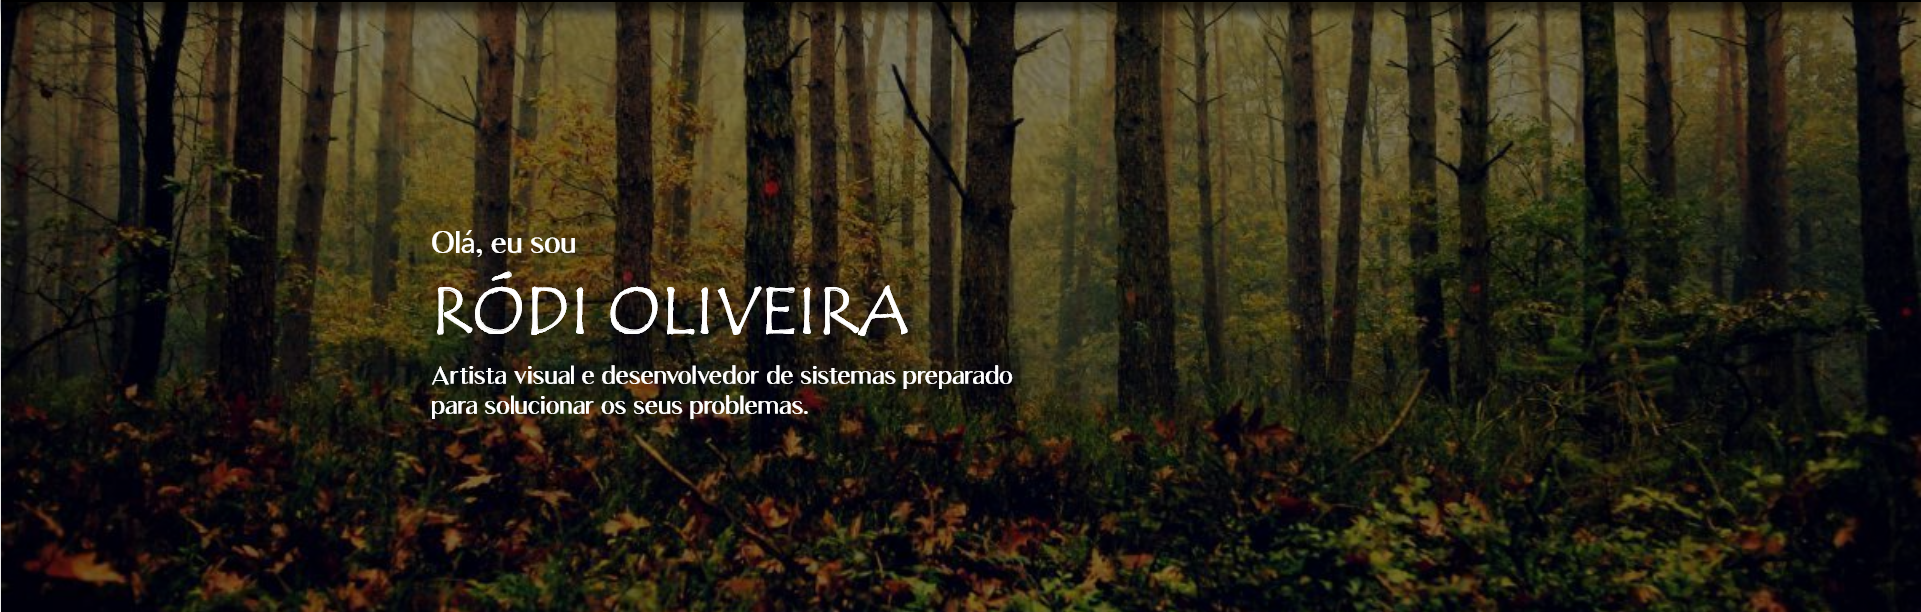 Olá, eu sou
RÓDI OLIVEIRA
Artista visual e desenvolvedor de sistemas preparado
para solucionar os seus problemas.